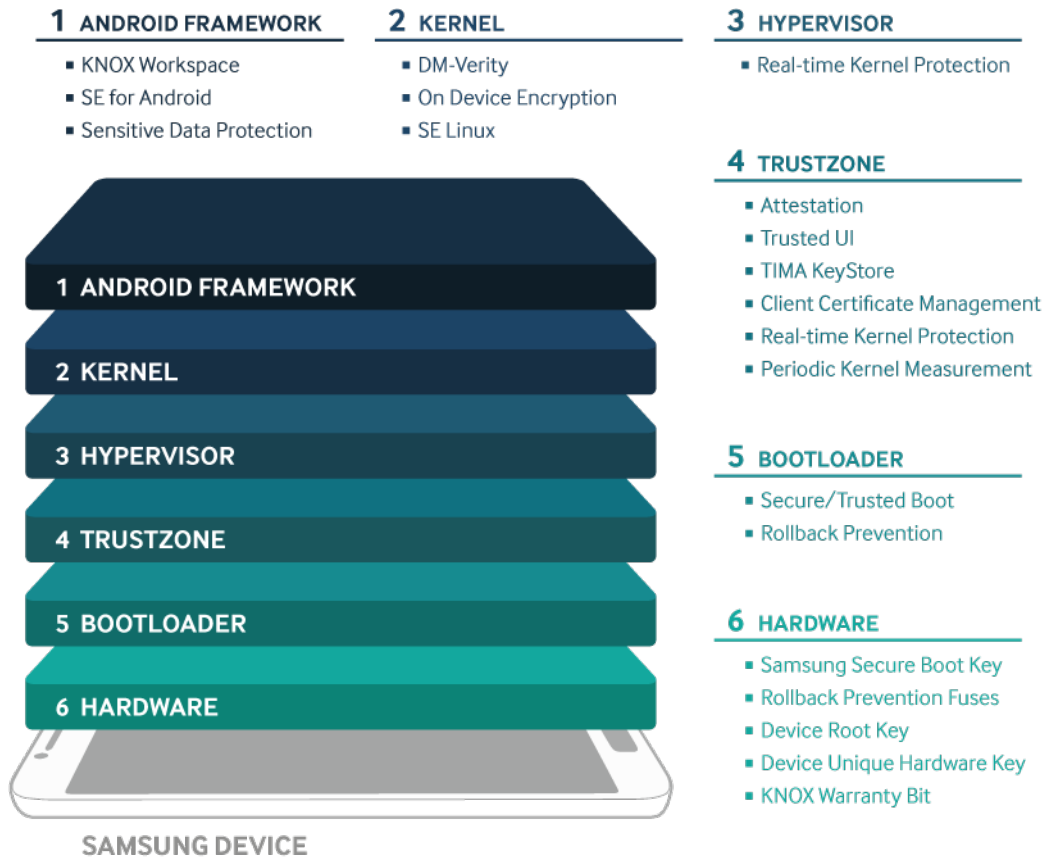 1 ANDROID FRAMEWORK
▪ KNOX Workspace
▪ SE for Android
▪ Sensitive Data Protection
2 KERNEL
▪ DM-Verity
▪ On Device Encryption
▪ SE Linux
3 HYPERVISOR
▪ Real-time Kernel Protection
4 TRUSTZONE
▪ Attestation
▪ Trusted UI
▪ TIMA KeyStore
▪ Client Certificate Management
▪ Real-time Kernel Protection
▪ Periodic Kernel Measurement
5 BOOTLOADER
▪ Secure/Trusted Boot
▪ Rollback Prevention
6 HARDWARE
▪ Samsung Secure Boot Key
▪ Rollback Prevention Fuses
▪ Device Root Key
▪ Device Unique Hardware Key
▪ KNOX Warranty Bit
1 ANDROID FRAMEWORK
2 KERNEL
3 HYPERVISOR
4 TRUSTZONE
5 BOOTLOADER
6 HARDWARE
SAMSUNG DEVICE